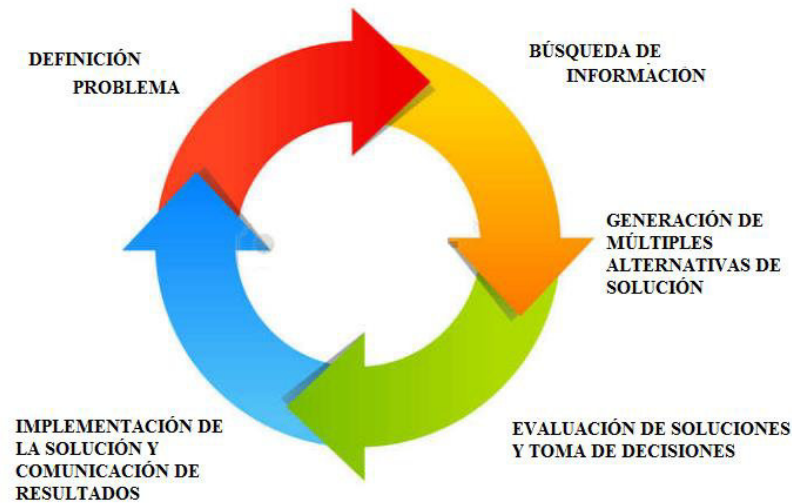 DEFINICIÓN
PROBLEMA
BÚSQUEDA DE
INFORMACIÓN
GENERACIÓN DE
MÚLTIPLES
ALTERNATIVAS DE
SOLUCIÓN
EVALUACIÓN DE SOLUCIONES
Y TOMA DE DECISIONES
IMPLEMENTACIÓN DE
LA SOLUCIÓN Y
COMUNICACIÓN DE
RESULTADOS